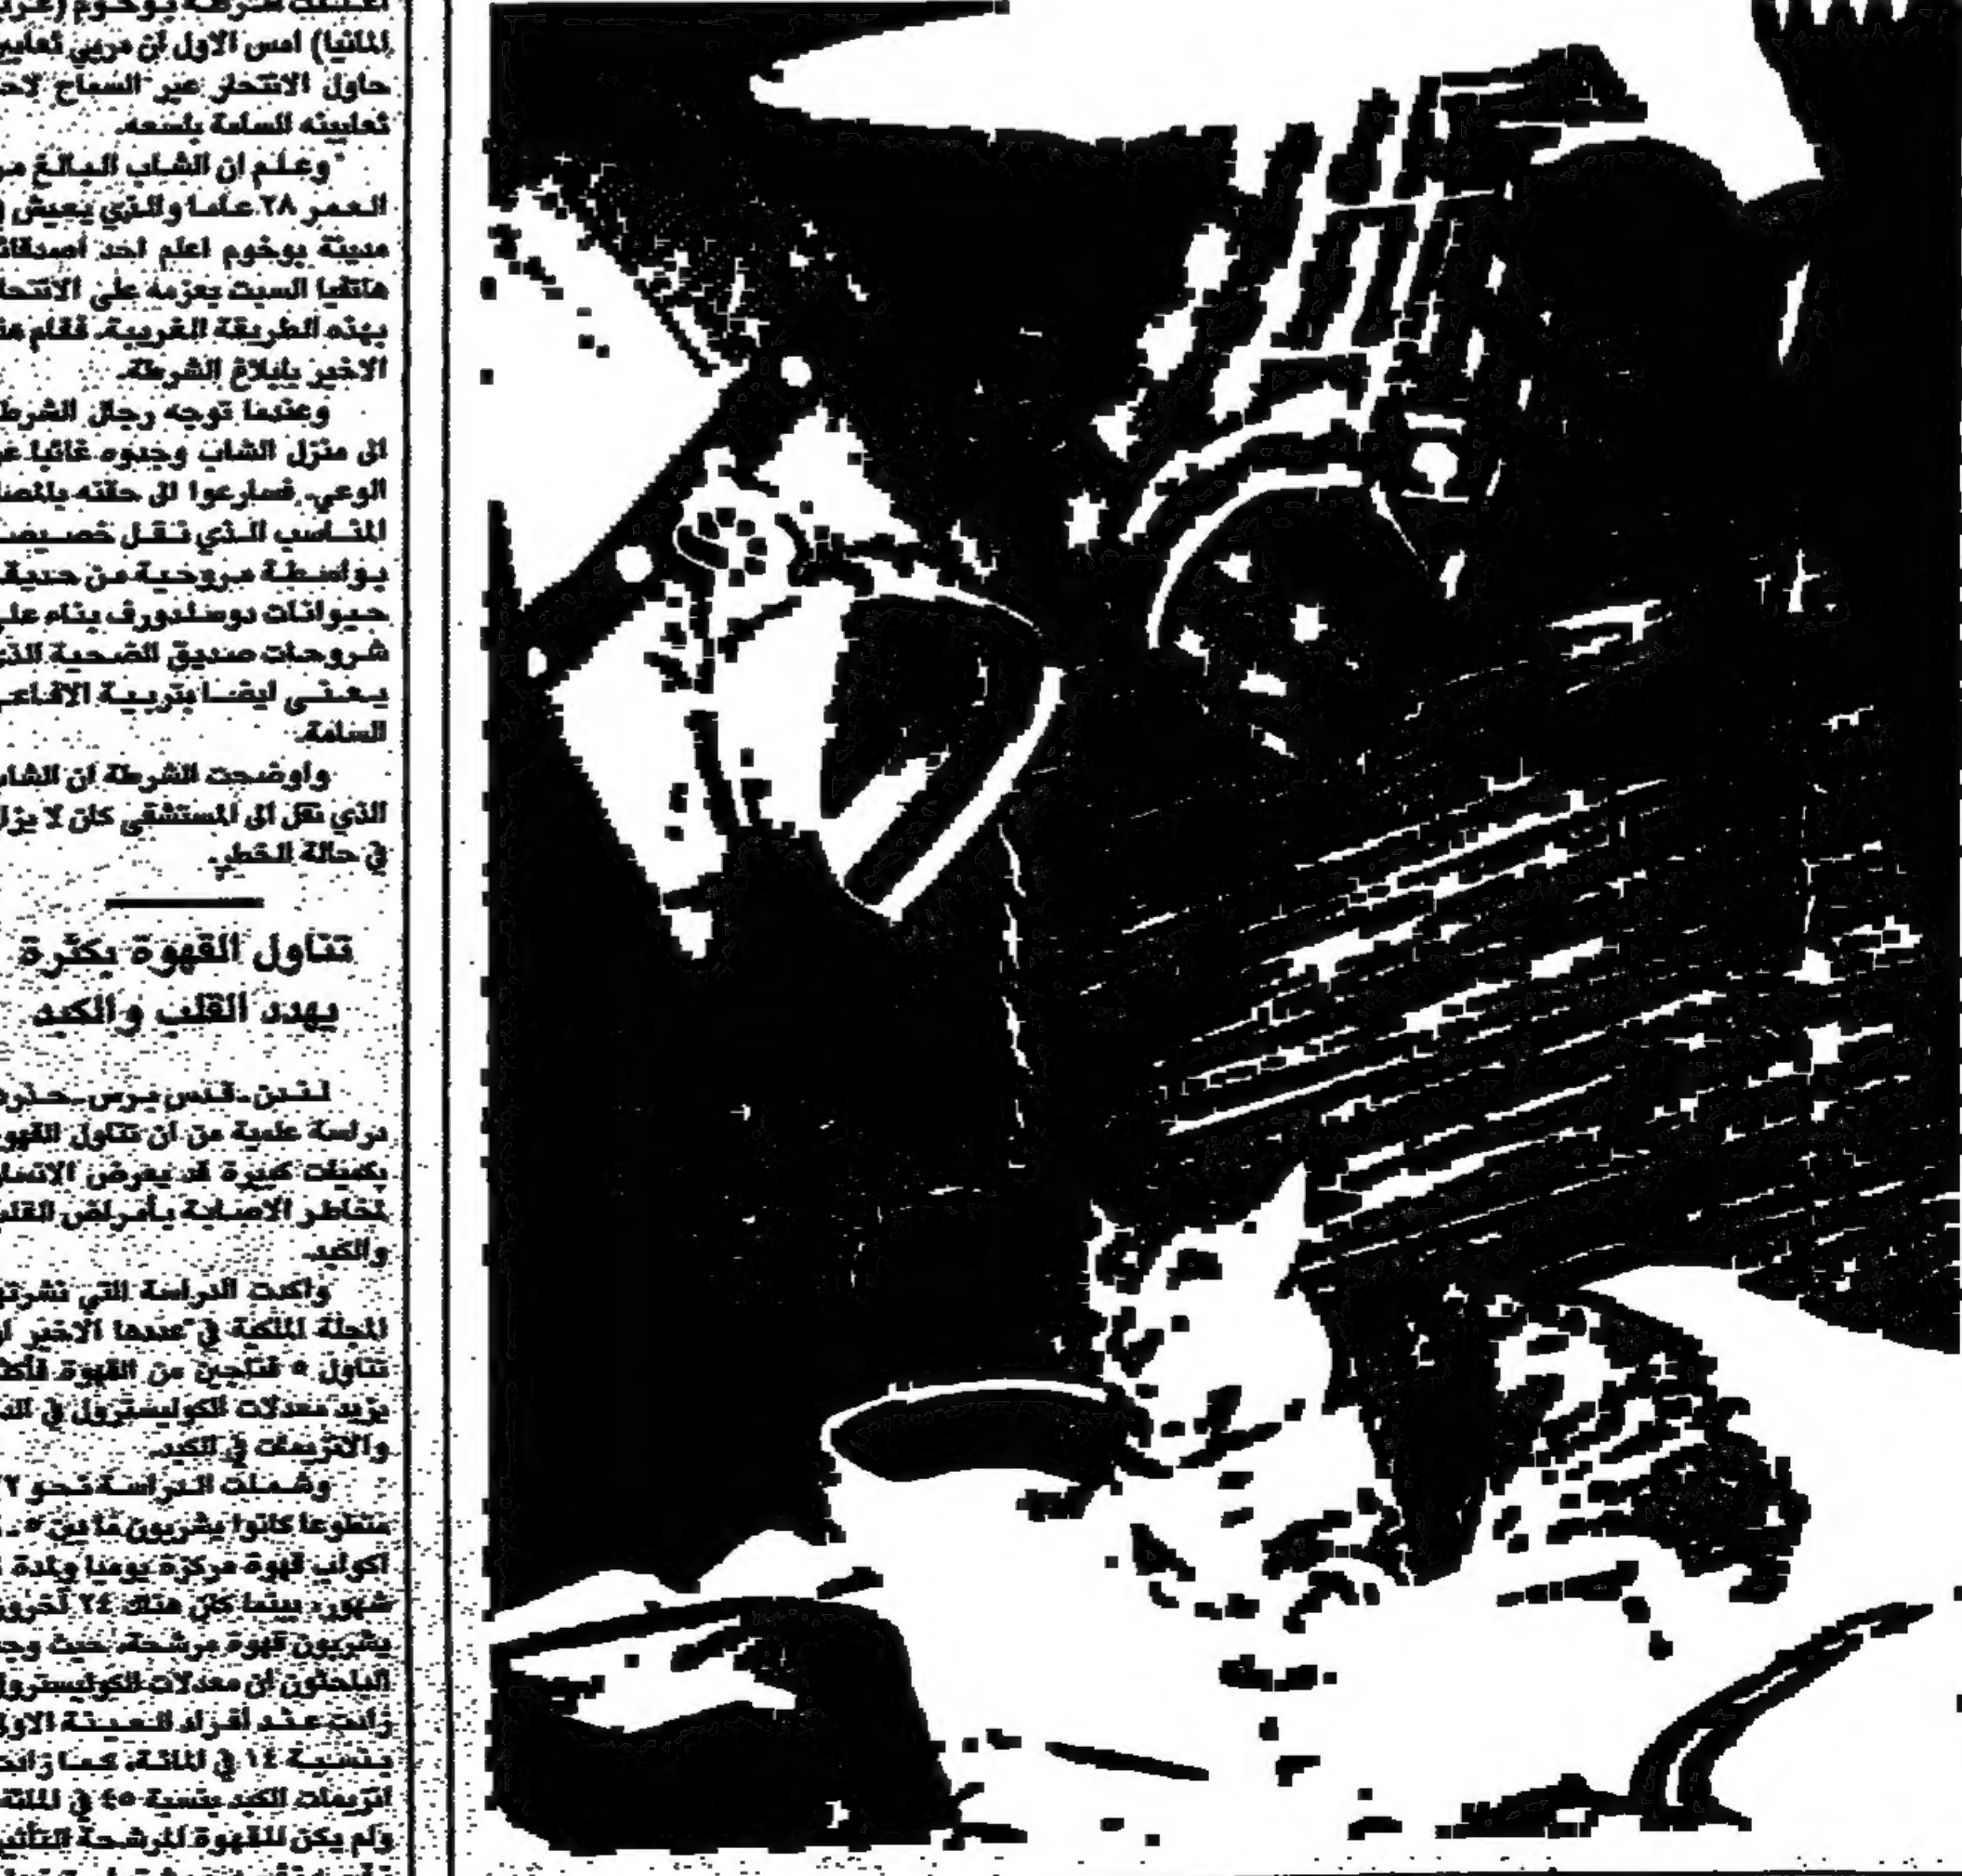 المانيا) امس الاول ان مربي ثعابين
حاول الانتحار عبر السماح لاحد
ثعابينه السامة بلسعه.
وعلم ان الشاب البالغ من
العمر ٢٨ عاما والذي يعيش
مدينة بوخوم اعلم احد أصدقائه
هاتفيا السبت بعزمه على الانتحار
بهذه الطريقة الغريبة، فقام هذا
الاخير بابلاغ الشرطة.
وعندما توجه رجال الشرطة
الى منزل الشاب وجدوه غائبا عن
الوعي، فسارعوا الى حقنه بالمصل
المناسب الذي نقل خصيصا
بواسطة مروحية من حديقة
حيوانات دوسلدورف بناء على
شروحات صديق الضحية الذي
يعنى ايضا بتربية الافاعي
السامة.
واوضحت الشرطة ان الشاب
الذي نقل الى المستشفى كان لا يزال
في حالة الخطر.
تناول القهوة بكثرة
يهدد القلب والكبد
لندن - قدس برس - حذرت
دراسة علمية من ان تناول القهوة
بكميات كبيرة قد يعرض الانسان
لمخاطر الاصابة بأمراض القلب
والكبد.
واكدت الدراسة التي نشرتها
المجلة الملكية في عددها الاخير ان
تناول ٥ فناجين من القهوة فأكثر
يزيد معدلات الكوليسترول في الدم
والانزيمات في الكبد.
وشملت الدراسة نحو
متطوعا كانوا يشربون ما بين ٥ -
اكواب قهوة مركزة يوميا ولمدة
شهور، بينما كان هناك ٢٤ آخرون
يشربون قهوة مرشحة، حيث وجد
الباحثون أن معدلات الكوليسترول
زادت عند أفراد العينة الاولى
بنسبة ١٤ في المائة، كما زادت
انزيمات الكبد بنسبة ٤٥ في المائة
ولم يكن للقهوة المرشحة التأثير